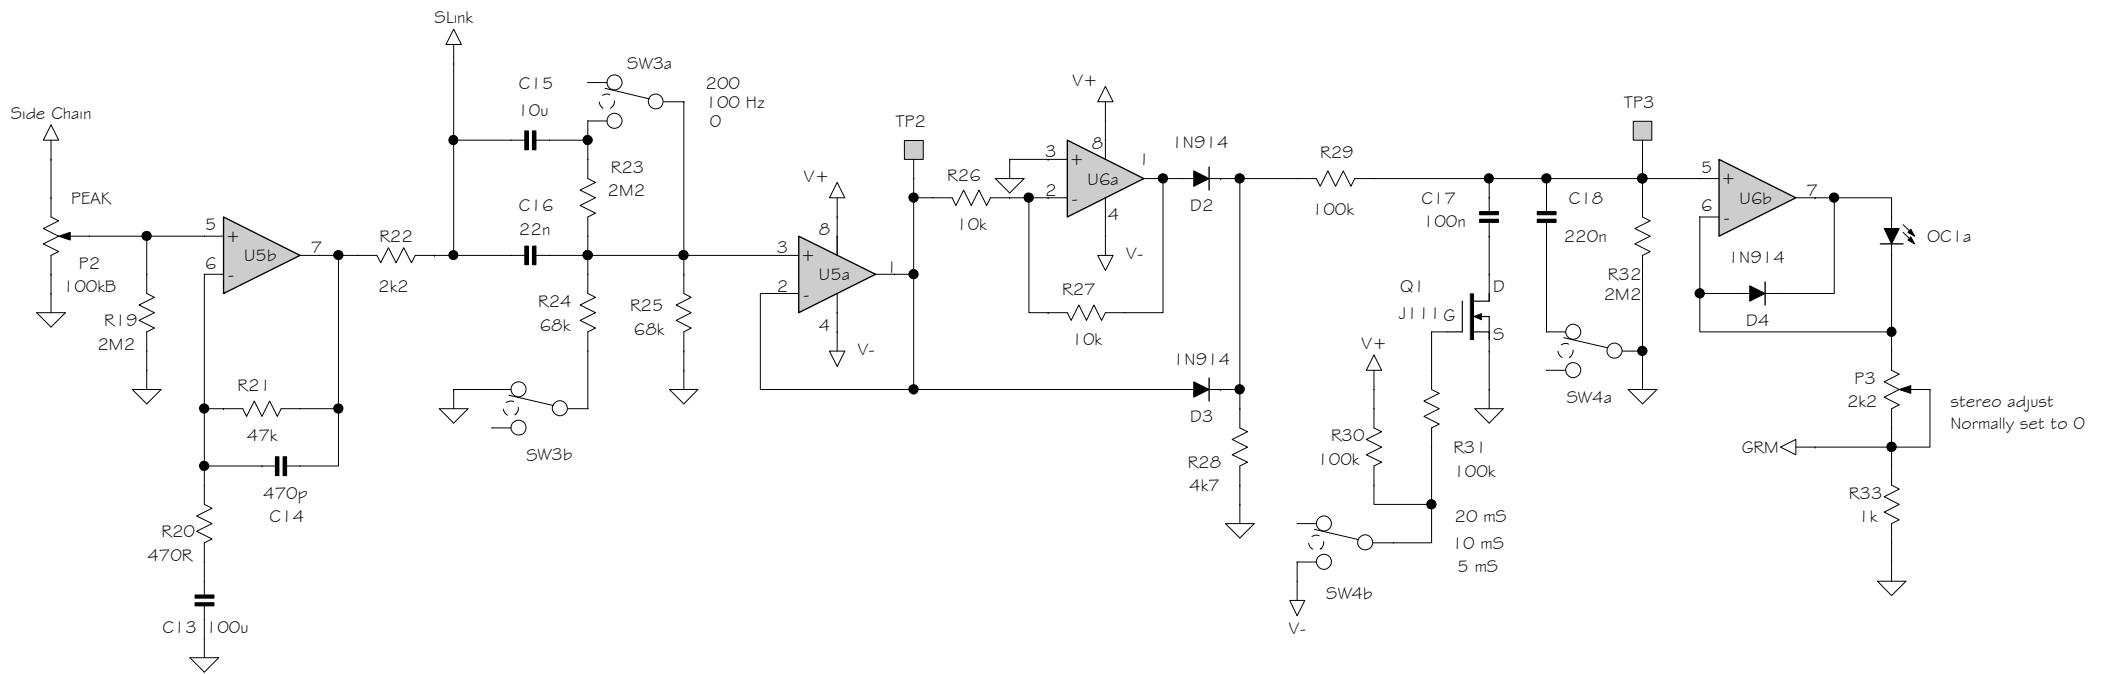 SLink
Side Chain
PEAK
P2
100kB
R19
2M2
5
+
6
-
U5b
7
R21
47k
470p
C14
R20
470R
C13
100u
R22
2k2
C15
10u
C16
22n
SW3a
200
100 Hz
0
R23
2M2
R24
68k
R25
68k
SW3b
V+
8
3
+
2
-
U5a
1
4
V-
TP2
R26
10k
V+
8
3
+
2
-
U6a
1
4
V-
R27
10k
1N914
D2
1N914
D3
R28
4k7
R29
100k
C17
100n
C18
220n
Q1
J111
G
D
S
V+
R30
100k
R31
100k
20 mS
10 mS
5 mS
SW4b
V-
TP3
R32
2M2
SW4a
5
+
6
-
U6b
7
1N914
D4
OC1a
P3
2k2
stereo adjust
Normally set to 0
GRM
R33
1k